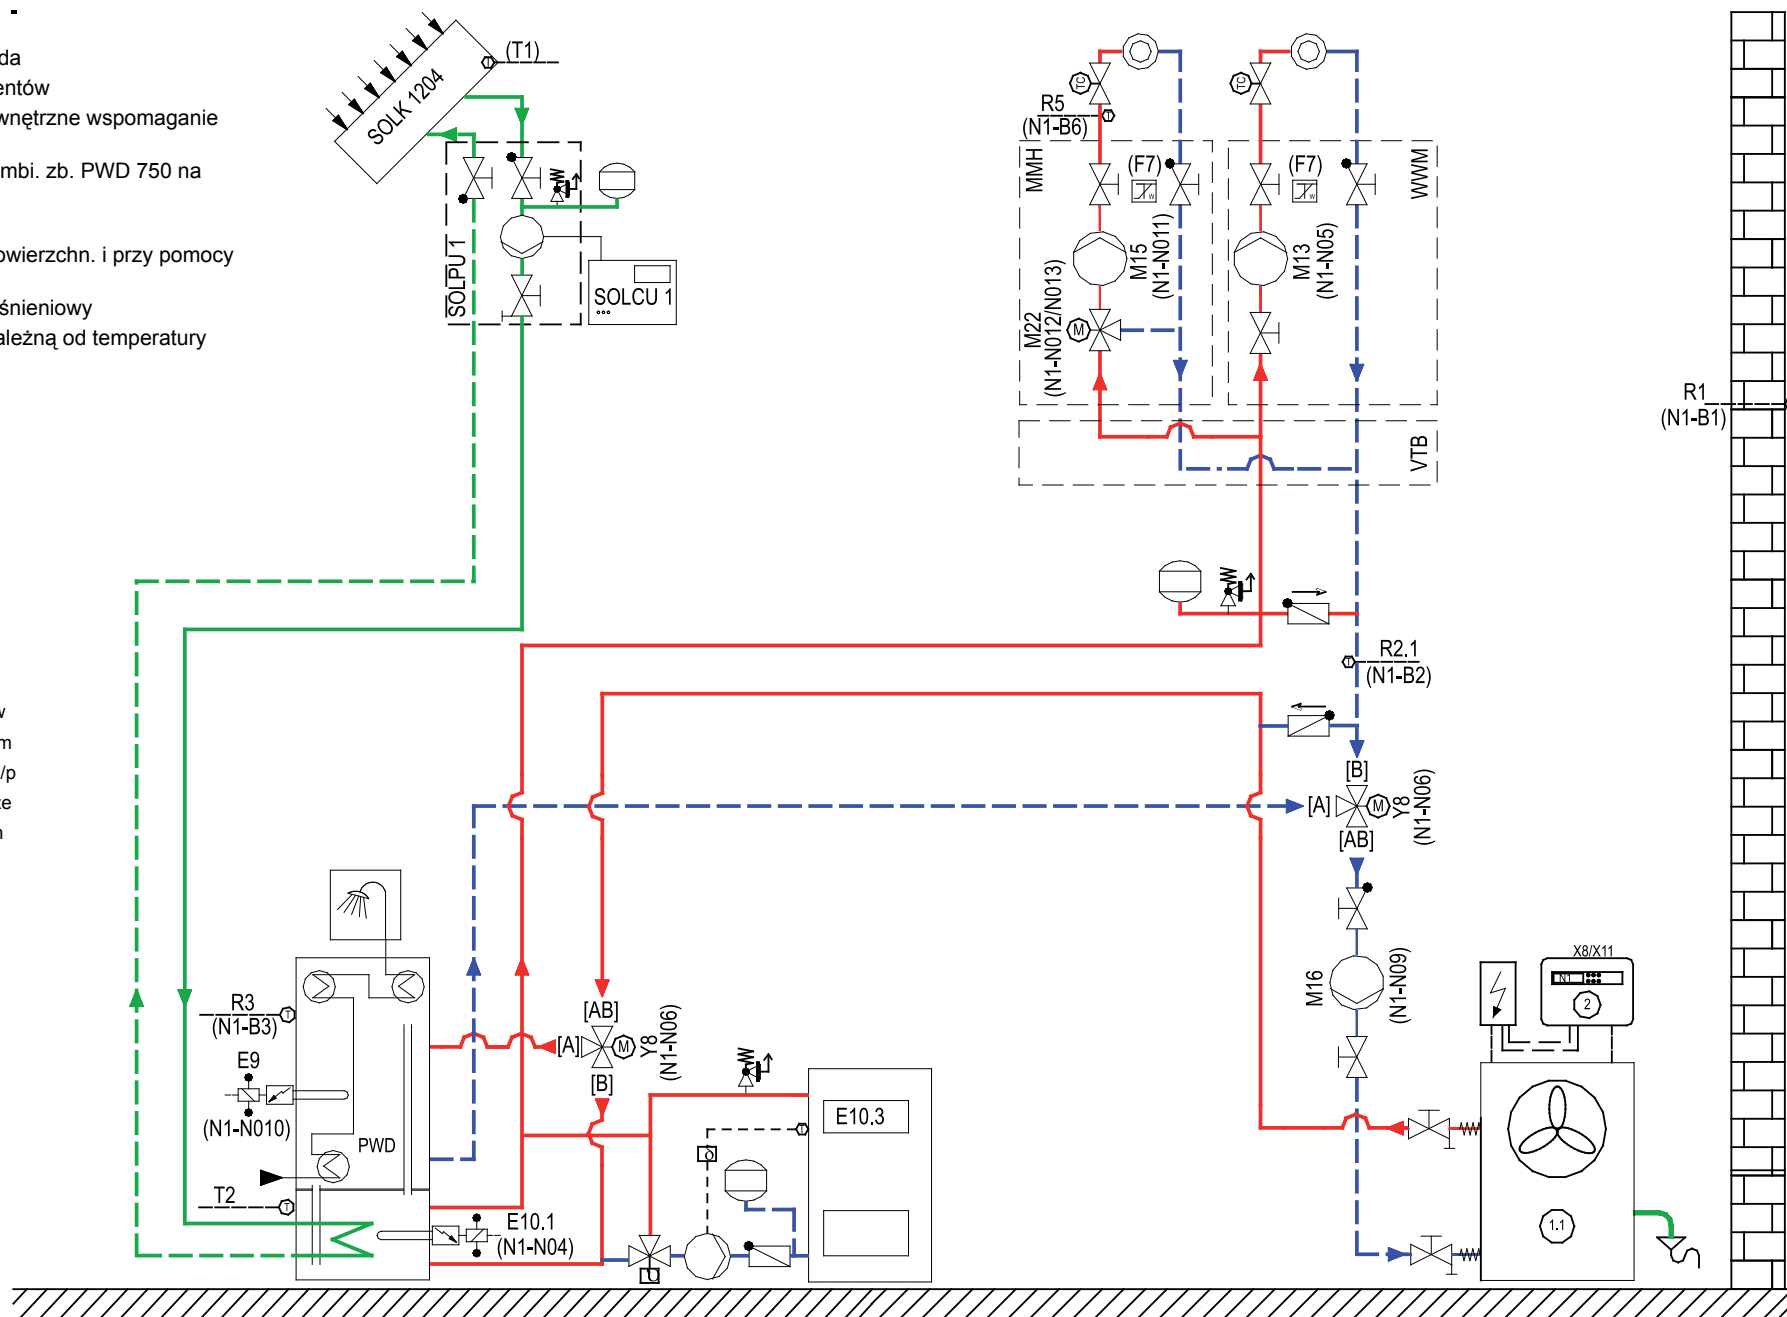 da
entów
wnętrzne wspomaganie
mbi. zb. PWD 750 na
owierzchn. i przy pomocy
śnieniowy
ależną od temperatury
w
m
/p
te
n
(T1)
SOLK 1204
SOLPU 1
SOLCU 1
TC
TC
R5
(N1-B6)
T
MMH
(F7)
W
M15
(N1-N011)
M22
(N1-N012/N013)
M
(F7)
W
WWM
M13
(N1-N05)
VTB
R1
(N1-B1)
R2.1
(N1-B2)
T
[B]
[A]
M
Y8
(N1-N06)
[AB]
M16
(N1-N09)
X8/X11
N1
2
1.1
R3
(N1-B3)
T
E9
(N1-N010)
PWD
T2
T
E10.1
(N1-N04)
[AB]
[A]
M
Y8
(N1-N06)
[B]
E10.3
T